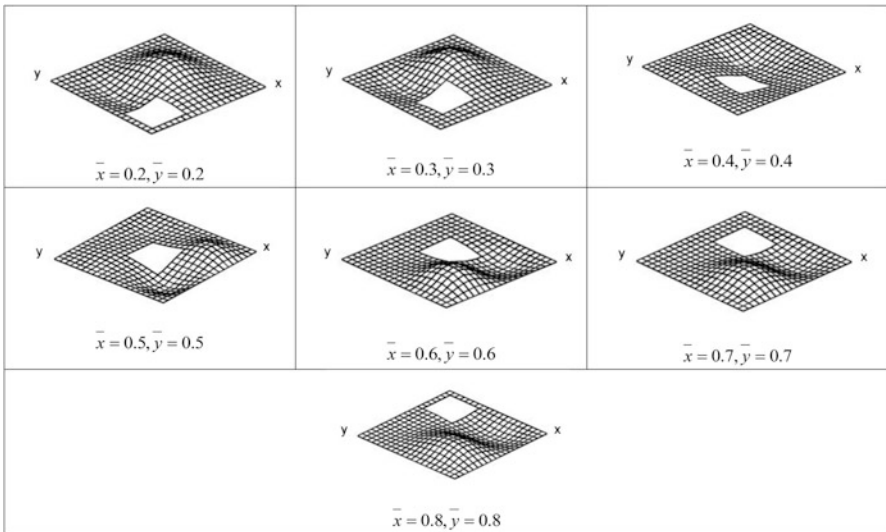 y x
x̄ = 0.2, ȳ = 0.2
y x
x̄ = 0.3, ȳ = 0.3
y x
x̄ = 0.4, ȳ = 0.4
y x
x̄ = 0.5, ȳ = 0.5
y x
x̄ = 0.6, ȳ = 0.6
y x
x̄ = 0.7, ȳ = 0.7
y x
x̄ = 0.8, ȳ = 0.8